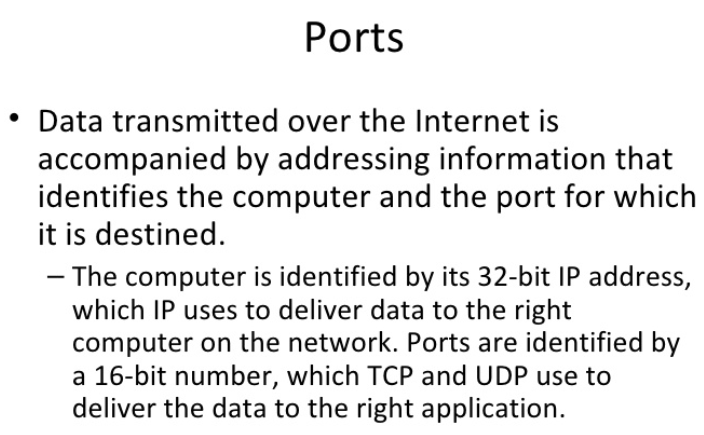 Ports
• Data transmitted over the Internet is
accompanied by addressing information that
identifies the computer and the port for which
it is destined.
– The computer is identified by its 32-bit IP address,
which IP uses to deliver data to the right
computer on the network. Ports are identified by
a 16-bit number, which TCP and UDP use to
deliver the data to the right application.